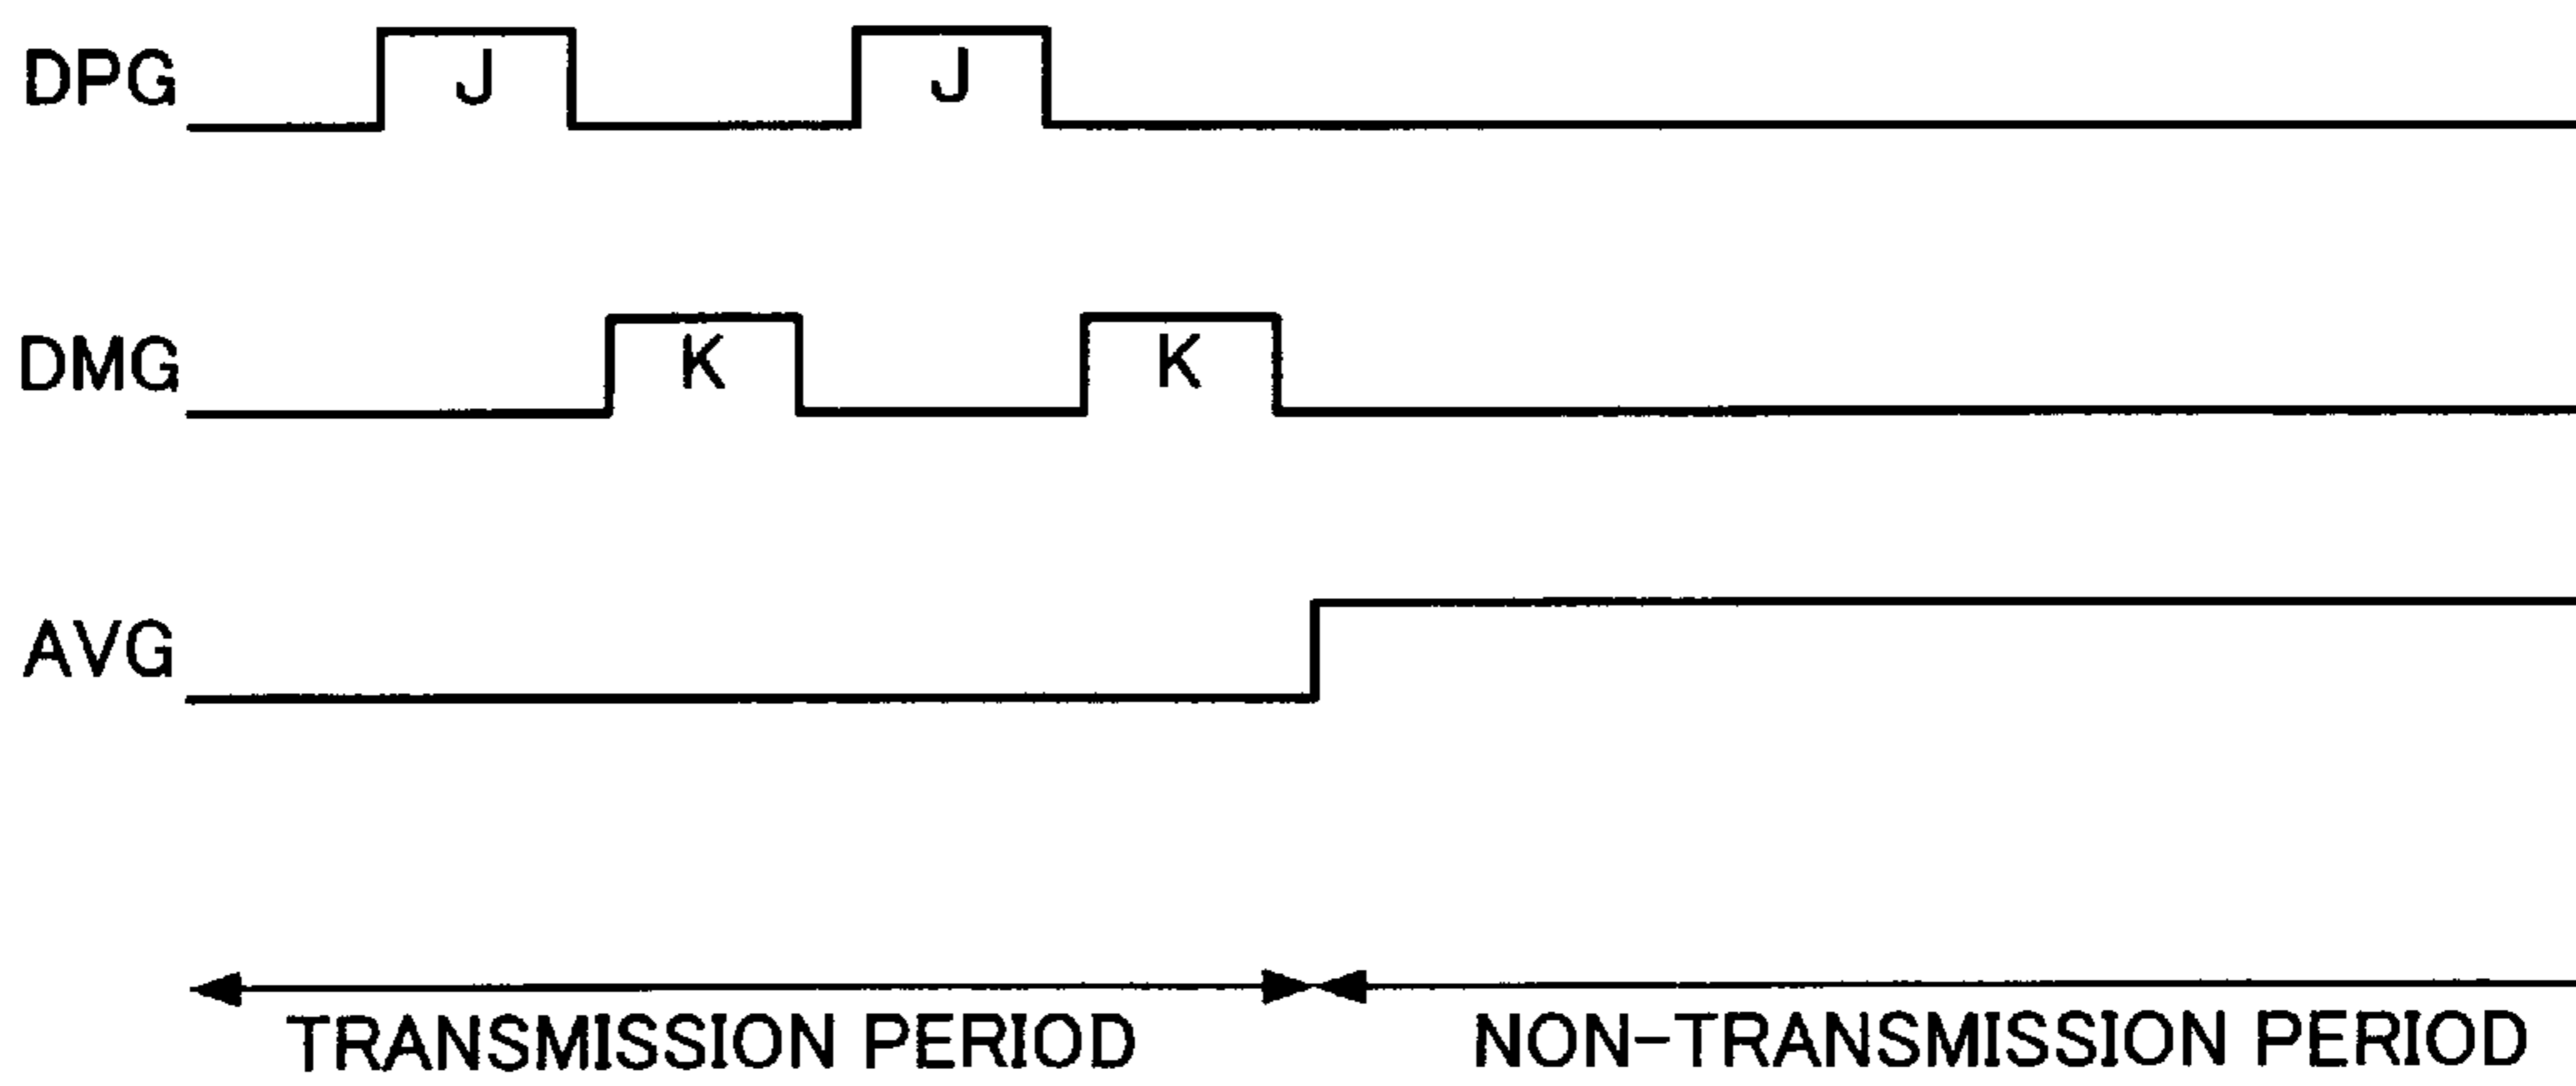 DPG J J
DMG K K
AVG
TRANSMISSION PERIOD NON-TRANSMISSION PERIOD